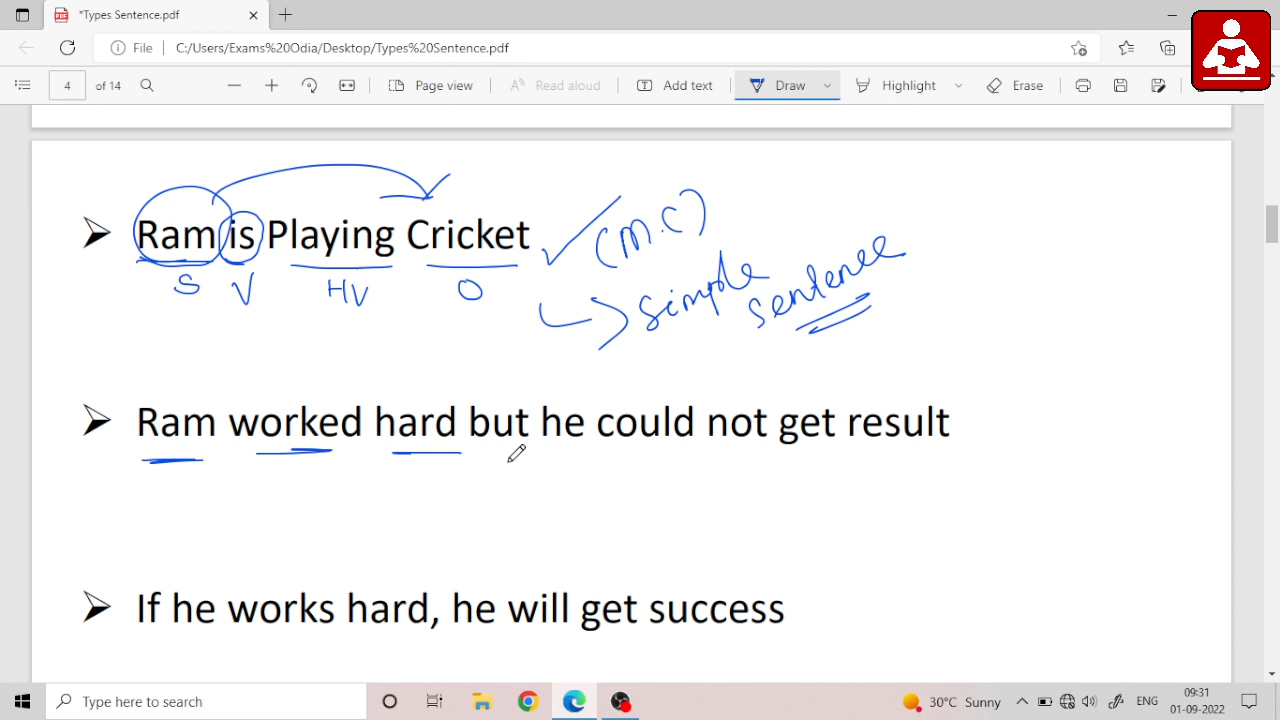 *Types Sentence.pdf
File C:/Users/Exams%20Odia/Desktop/Types%20Sentence.pdf
4 of 14 Page view Read aloud Add text Draw Highlight Erase
Ram is Playing Cricket (M.C)
S V HV O Simple Sentence
Ram worked hard but he could not get result
If he works hard, he will get success
Type here to search 30°C Sunny ENG 09:31
01-09-2022